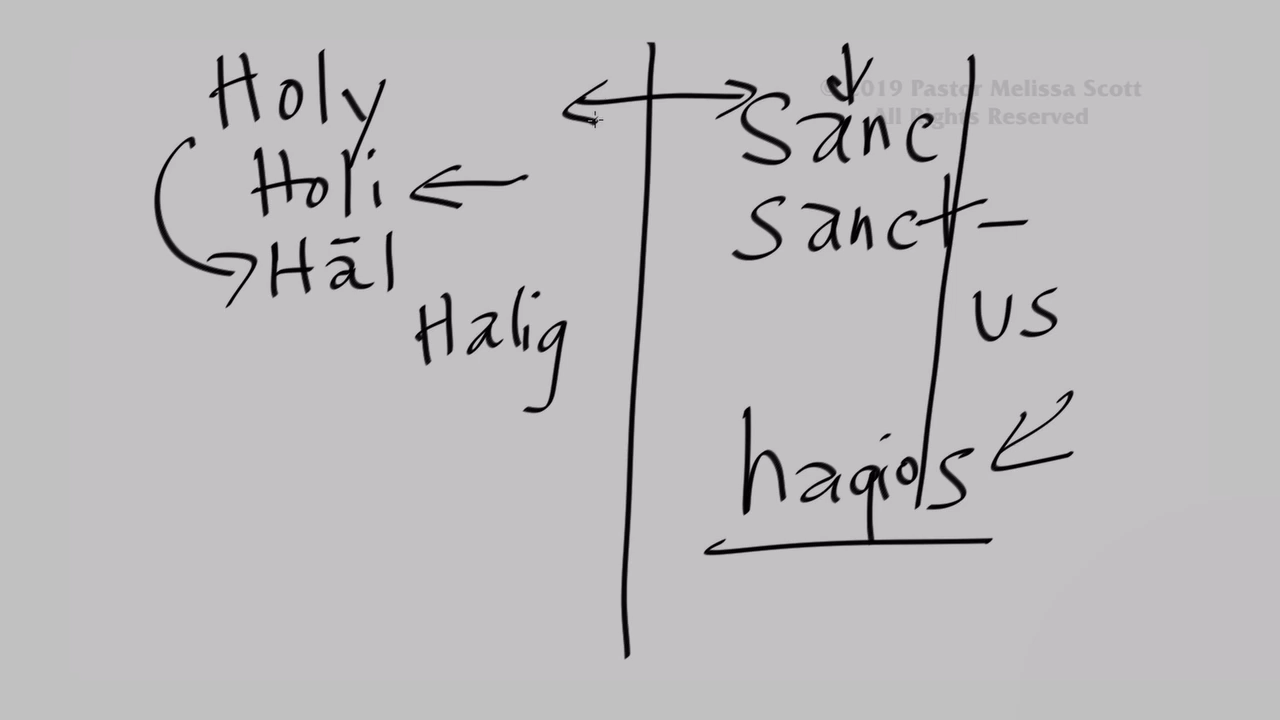 Holy
Holi
Hāl
Halig
© 2019 Pastor Melissa Scott
All Rights Reserved
Sanc
Sanct-
us
hagios